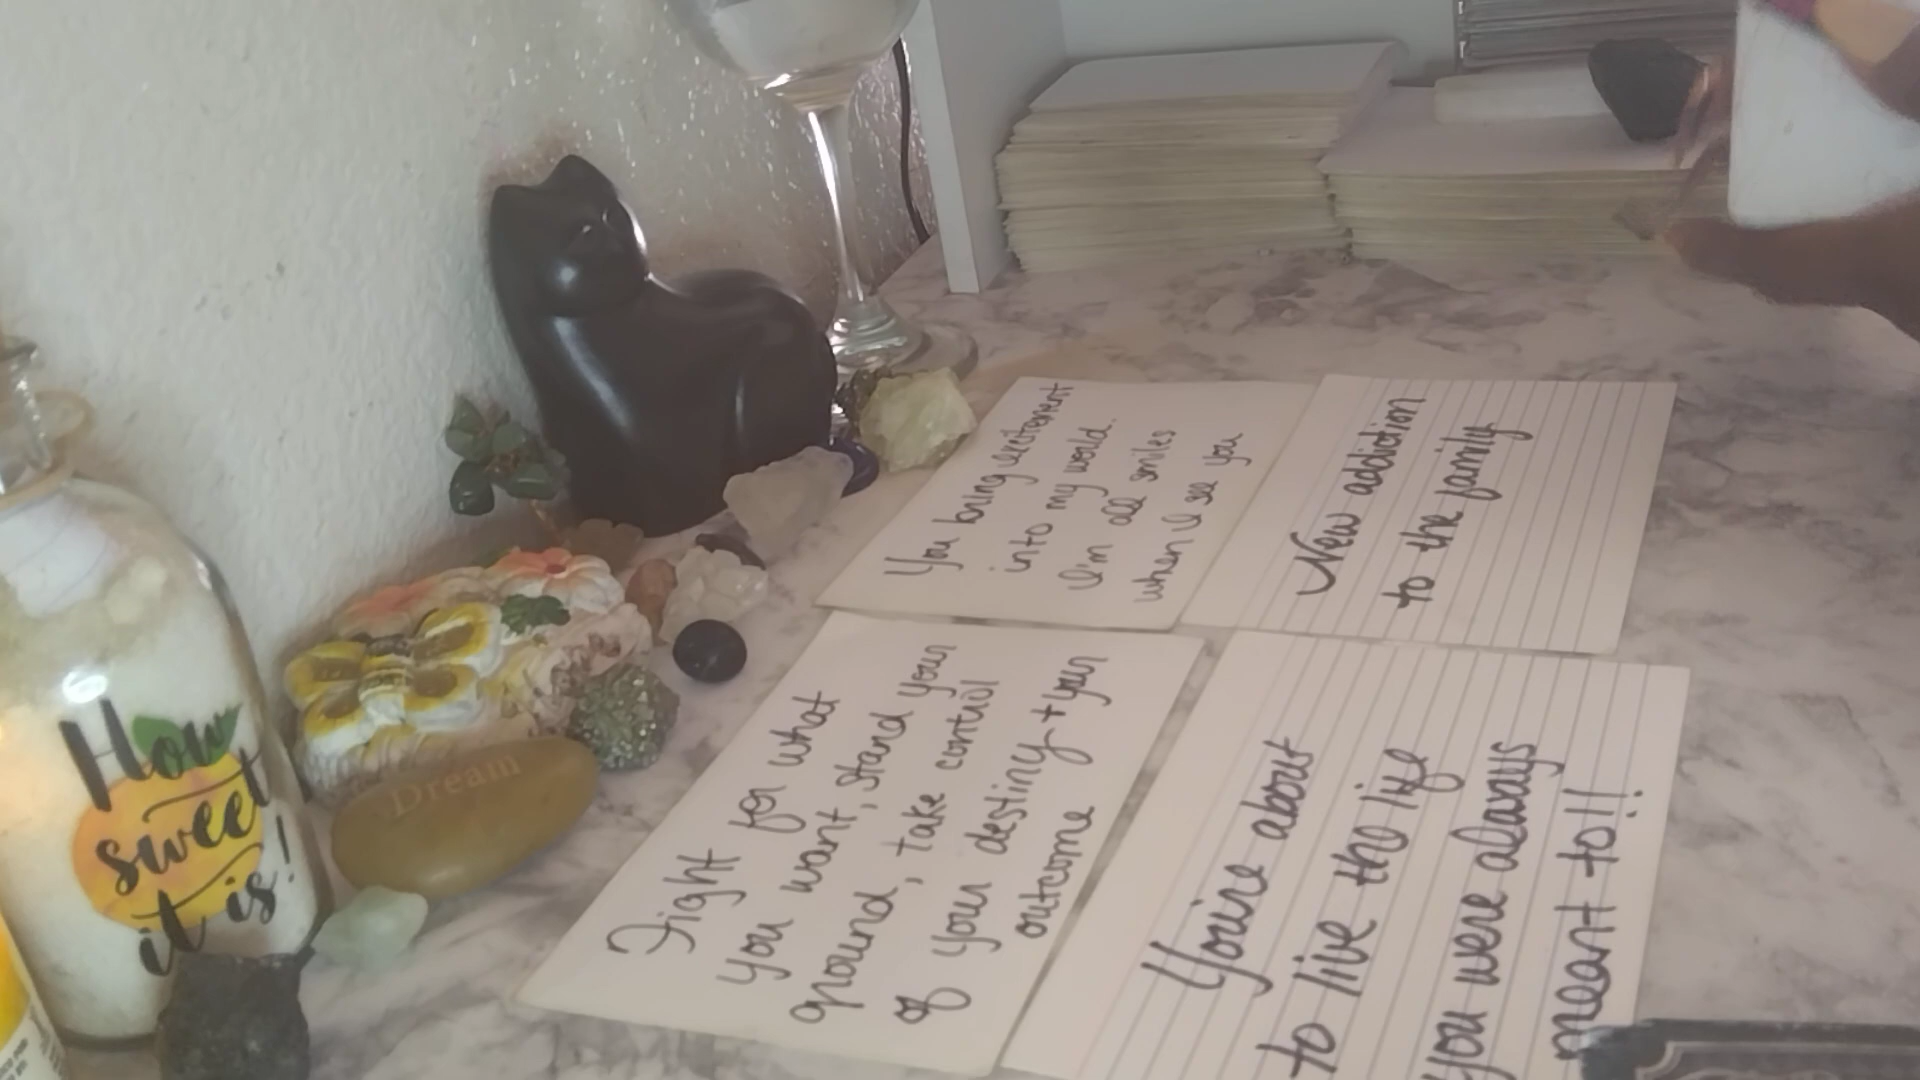 You bring excitement
into my world.
I'm all smiles
when I see you
New addiction
to the family
Fight for what
you want, stand your
ground, take control
of your destiny + your
outcome
You're about
to live the life
you were always
meant to!!
How
sweet
it is!
Dream